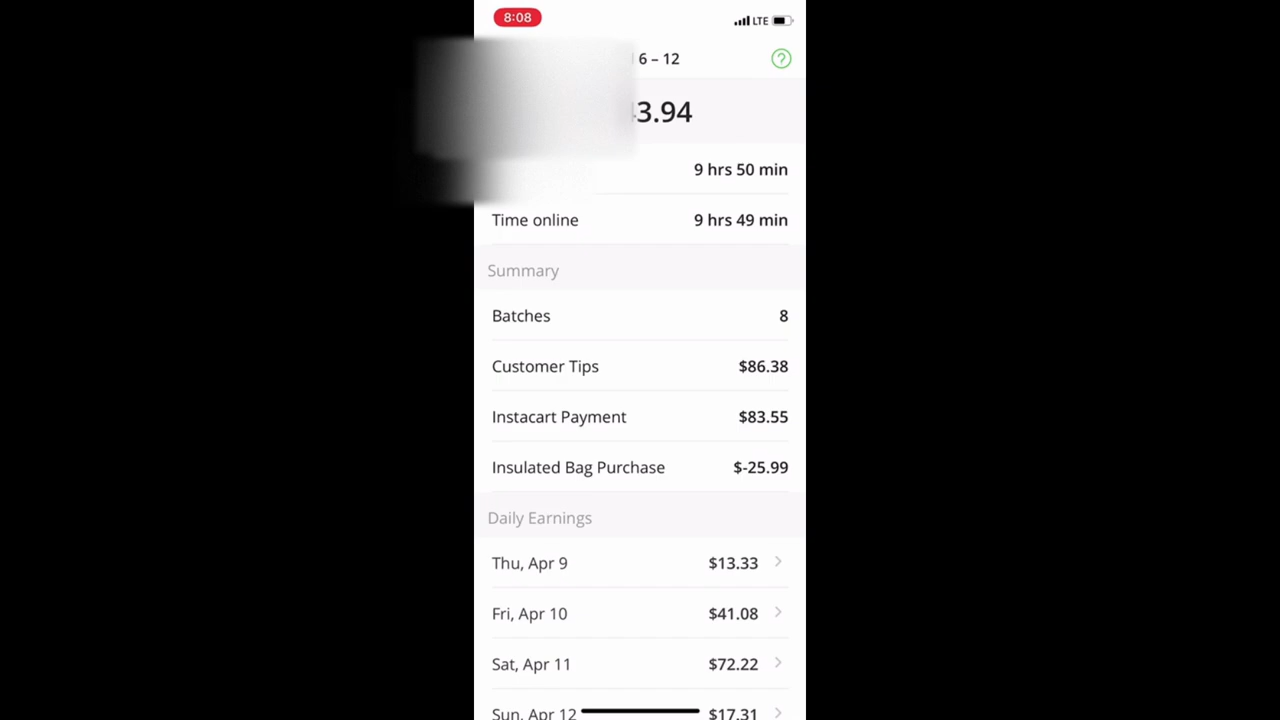 8:08
LTE
6 – 12
?
3.94
9 hrs 50 min
Time online 9 hrs 49 min
Summary
Batches 8
Customer Tips $86.38
Instacart Payment $83.55
Insulated Bag Purchase $-25.99
Daily Earnings
Thu, Apr 9 $13.33
Fri, Apr 10 $41.08
Sat, Apr 11 $72.22
Sun, Apr 12 $17.31